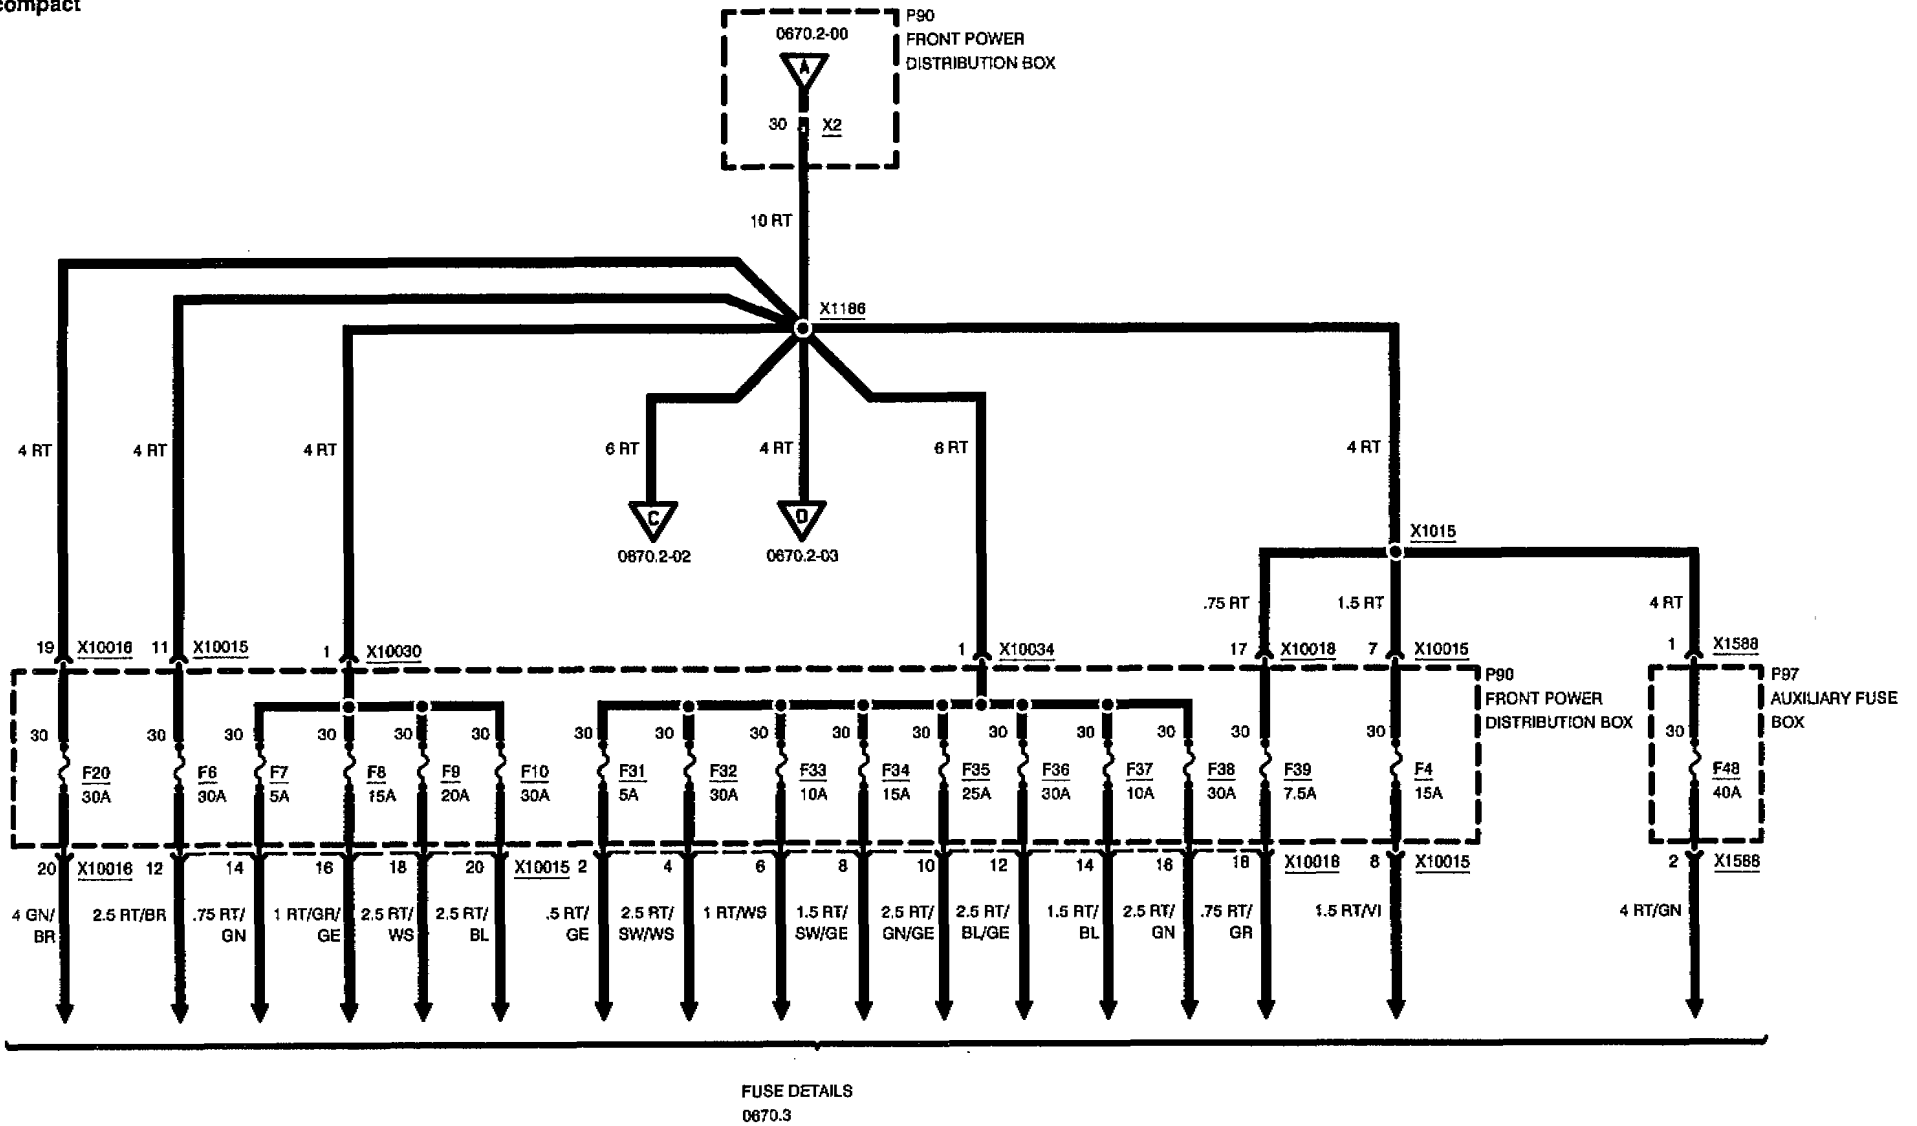 compact
P90
0670.2-00
FRONT POWER
DISTRIBUTION BOX
A
30 X2
10 RT
X1186
4 RT 4 RT 4 RT 6 RT 4 RT 6 RT 4 RT
C D
0670.2-02 0670.2-03
X1015
.75 RT 1.5 RT 4 RT
19 X10016 11 X10015 1 X10030 1 X10034 17 X10018 7 X10015 1 X1588
P90
FRONT POWER
DISTRIBUTION BOX
P97
AUXILIARY FUSE
BOX
30 30 30 30 30 30 30 30 30 30 30 30 30 30 30 30 30
F20 F6 F7 F8 F9 F10 F31 F32 F33 F34 F35 F36 F37 F38 F39 F4 F48
30A 30A 5A 15A 20A 30A 5A 30A 10A 15A 25A 30A 10A 30A 7.5A 15A 40A
20 X10016 12 14 16 18 20 X10015 2 4 6 8 10 12 14 16 18 X10018 8 X10015 2 X1588
4 GN/ 2.5 RT/BR .75 RT/ 1 RT/GR/ 2.5 RT/ 2.5 RT/ .5 RT/ 2.5 RT/ 1 RT/WS 1.5 RT/ 2.5 RT/ 2.5 RT/ 1.5 RT/ 2.5 RT/ .75 RT/ 1.5 RT/VI 4 RT/GN
BR GN GE WS BL GE SW/WS SW/GE GN/GE BL/GE BL GN GR
FUSE DETAILS
0670.3